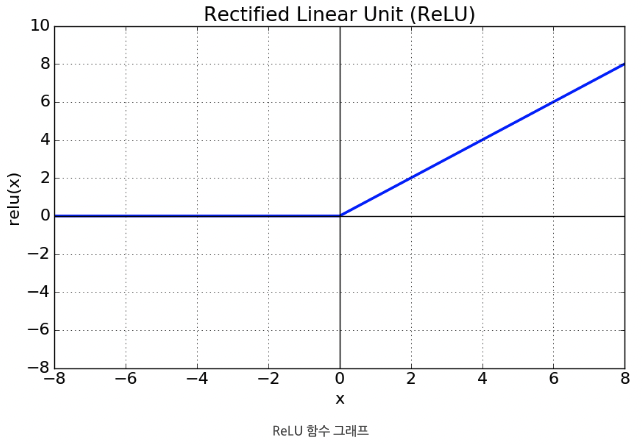 Rectified Linear Unit (ReLU)
10
8
6
4
2
0
−2
−4
−6
−8
relu(x)
−8 −6 −4 −2 0 2 4 6 8
x
ReLU 함수 그래프